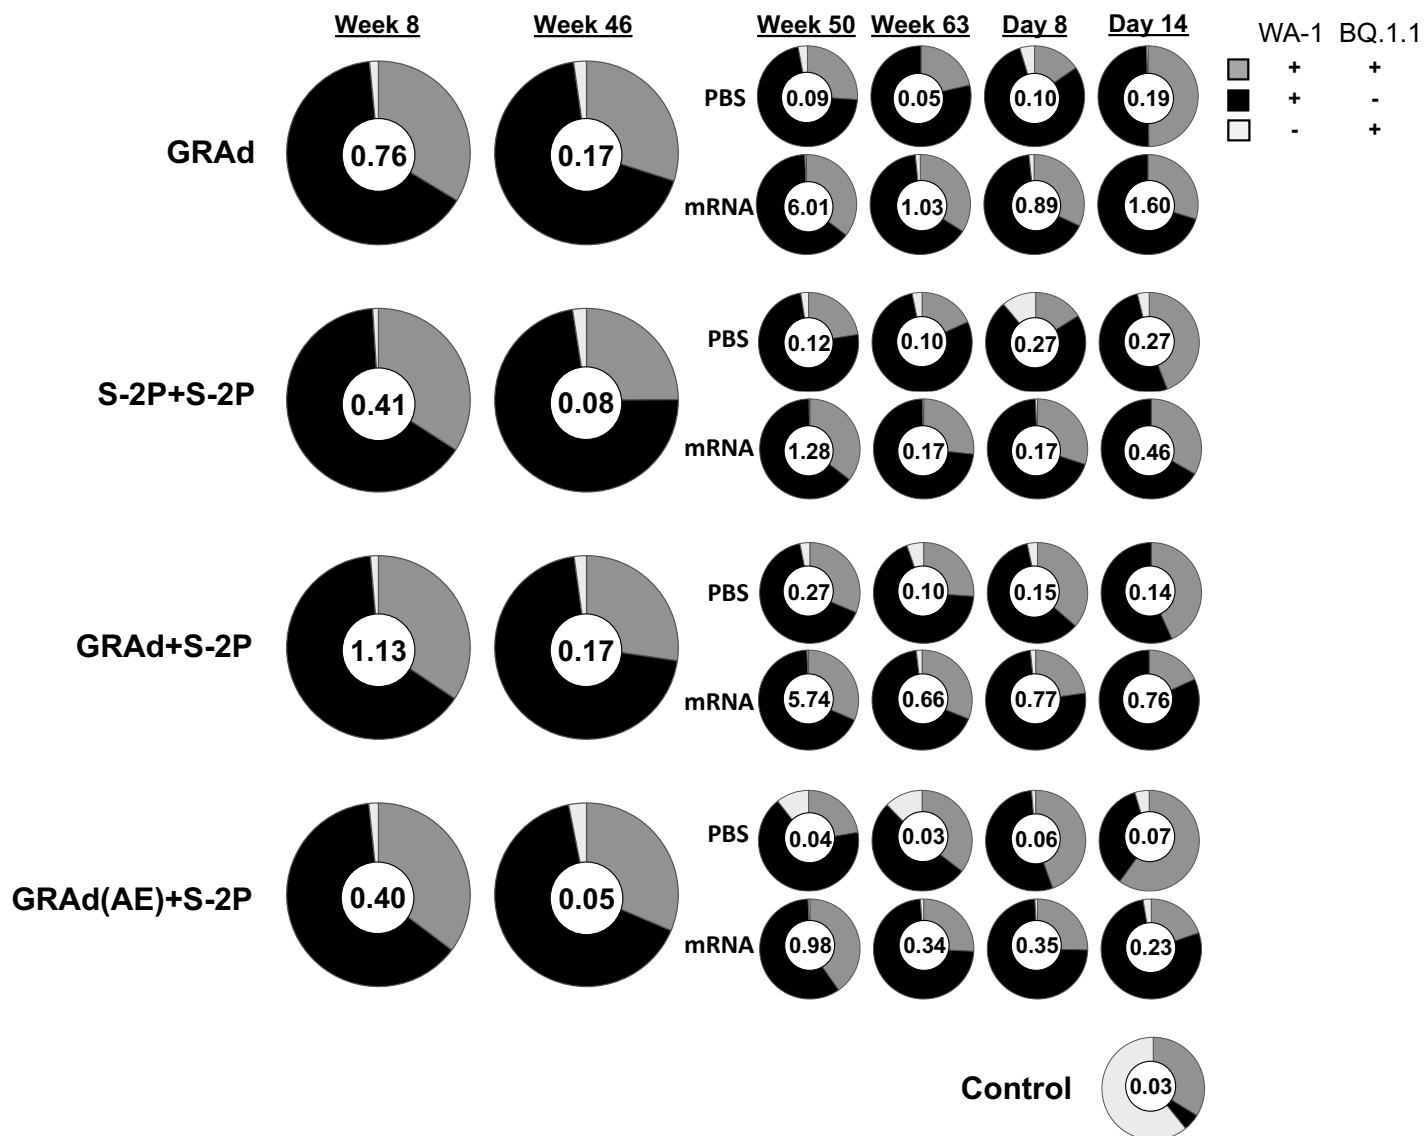 Week 8 Week 46 Week 50 Week 63 Day 8 Day 14
WA-1 BQ.1.1
+ +
+ -
- +
GRAd 0.76 0.17
PBS 0.09 0.05 0.10 0.19
mRNA 6.01 1.03 0.89 1.60
S-2P+S-2P 0.41 0.08
PBS 0.12 0.10 0.27 0.27
mRNA 1.28 0.17 0.17 0.46
GRAd+S-2P 1.13 0.17
PBS 0.27 0.10 0.15 0.14
mRNA 5.74 0.66 0.77 0.76
GRAd(AE)+S-2P 0.40 0.05
PBS 0.04 0.03 0.06 0.07
mRNA 0.98 0.34 0.35 0.23
Control 0.03